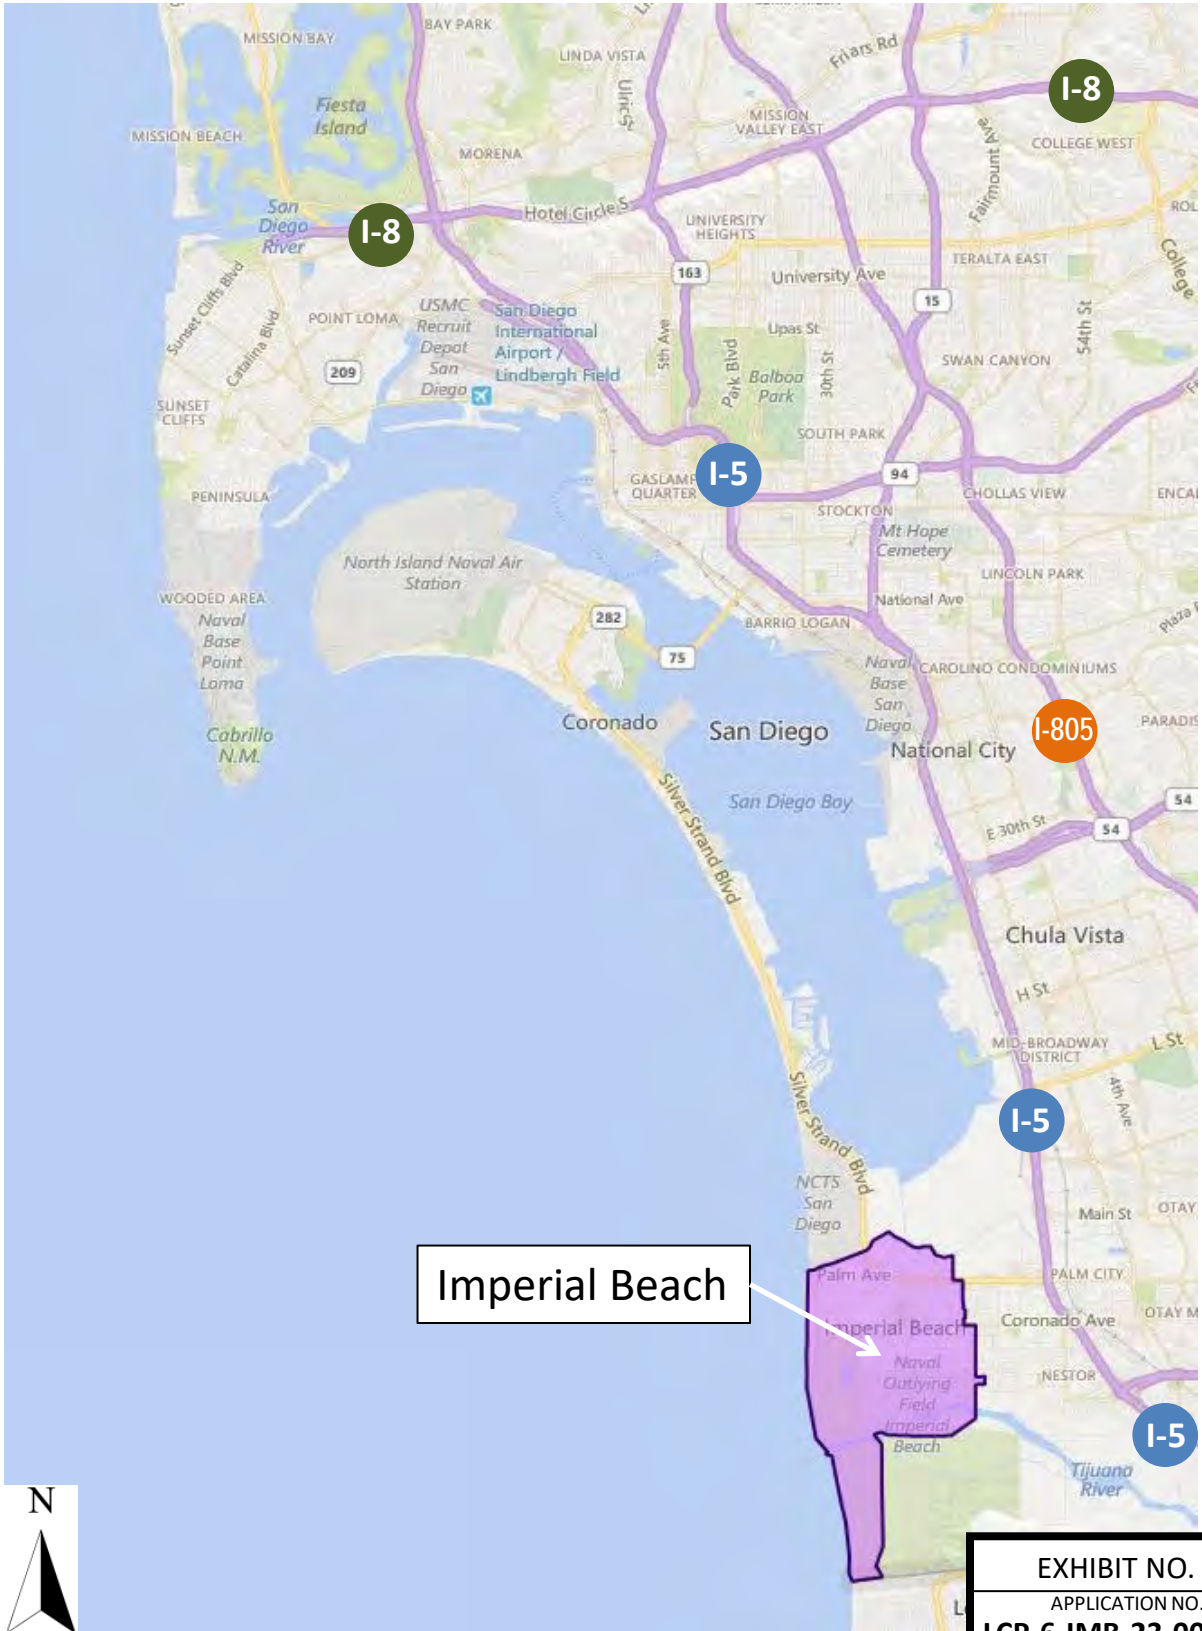 BAY PARK
MISSION BAY
LINDA VISTA
Friars Rd
Ulric St
I-8
Fiesta
Island
MISSION
VALLEY EAST
MISSION BEACH
COLLEGE WEST
MORENA
Fairmount Ave
San
Diego
River
I-8
Hotel Circle S
UNIVERSITY
HEIGHTS
College
TERALTA EAST
163
University Ave
Sunset Cliffs Blvd
Catalina Blvd
POINT LOMA
USMC
Recruit
Depot
San
Diego
San Diego
International
Airport /
Lindbergh Field
15
5th Ave
Park Blvd
Upas St
30th St
54th St
SWAN CANYON
209
Balboa
Park
SUNSET
CLIFFS
SOUTH PARK
I-5
94
GASLAMP
QUARTER
PENINSULA
CHOLLAS VIEW
STOCKTON
Mt Hope
Cemetery
North Island Naval Air
Station
LINCOLN PARK
WOODED AREA
Naval
Base
Point
Loma
National Ave
282
BARRIO LOGAN
Plaza
75
Naval
Base
San
Diego
CAROLINO CONDOMINIUMS
Coronado
San Diego
I-805
Cabrillo
N.M.
National City
Silver Strand Blvd
San Diego Bay
54
E 30th St
54
Chula Vista
H St
MID-BROADWAY
DISTRICT
L St
4th Ave
Silver Strand Blvd
I-5
NCTS
San
Diego
Main St
OTAY
Imperial Beach
Palm Ave
PALM CITY
Imperial Beach
Coronado Ave
OTAY M
Naval
Outlying
Field
Imperial
Beach
NESTOR
I-5
Tijuana
River
N
EXHIBIT NO.
APPLICATION NO.